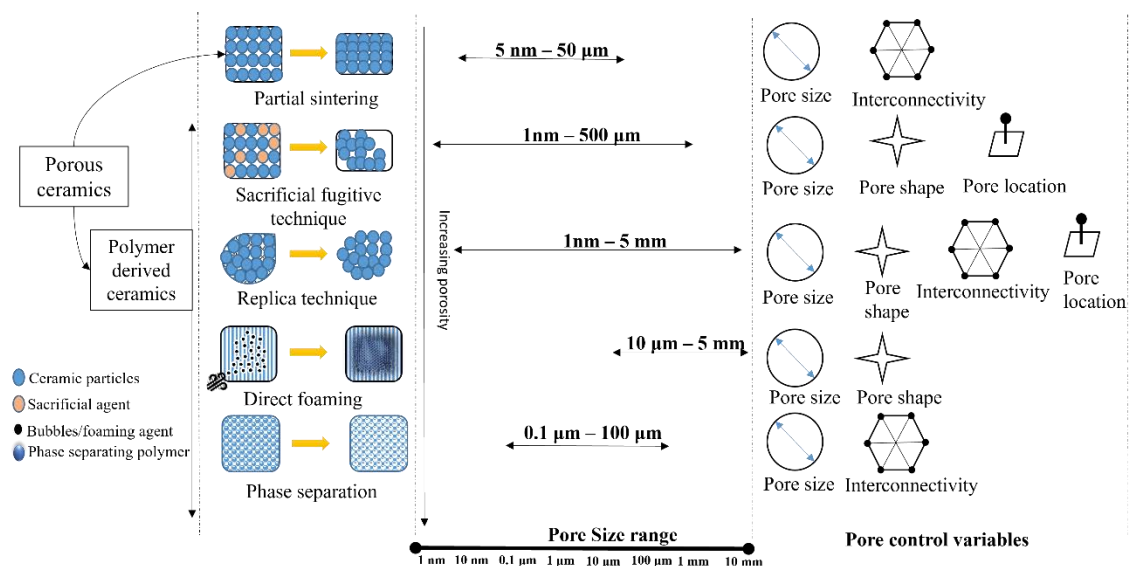 Porous
ceramics
Polymer
derived
ceramics
Ceramic particles
Sacrificial agent
Bubbles/foaming agent
Phase separating polymer
Partial sintering
Sacrificial fugitive
technique
Replica technique
Direct foaming
Phase separation
Increasing porosity
5 nm – 50 µm
1nm – 500 µm
1nm – 5 mm
10 µm – 5 mm
0.1 µm – 100 µm
Pore Size range
1 nm 10 nm 0.1 µm 1 µm 10 µm 100 µm 1 mm 10 mm
Pore size Interconnectivity
Pore size Pore shape Pore location
Pore size Pore
shape
Interconnectivity Pore
location
Pore size Pore shape
Pore size Interconnectivity
Pore control variables